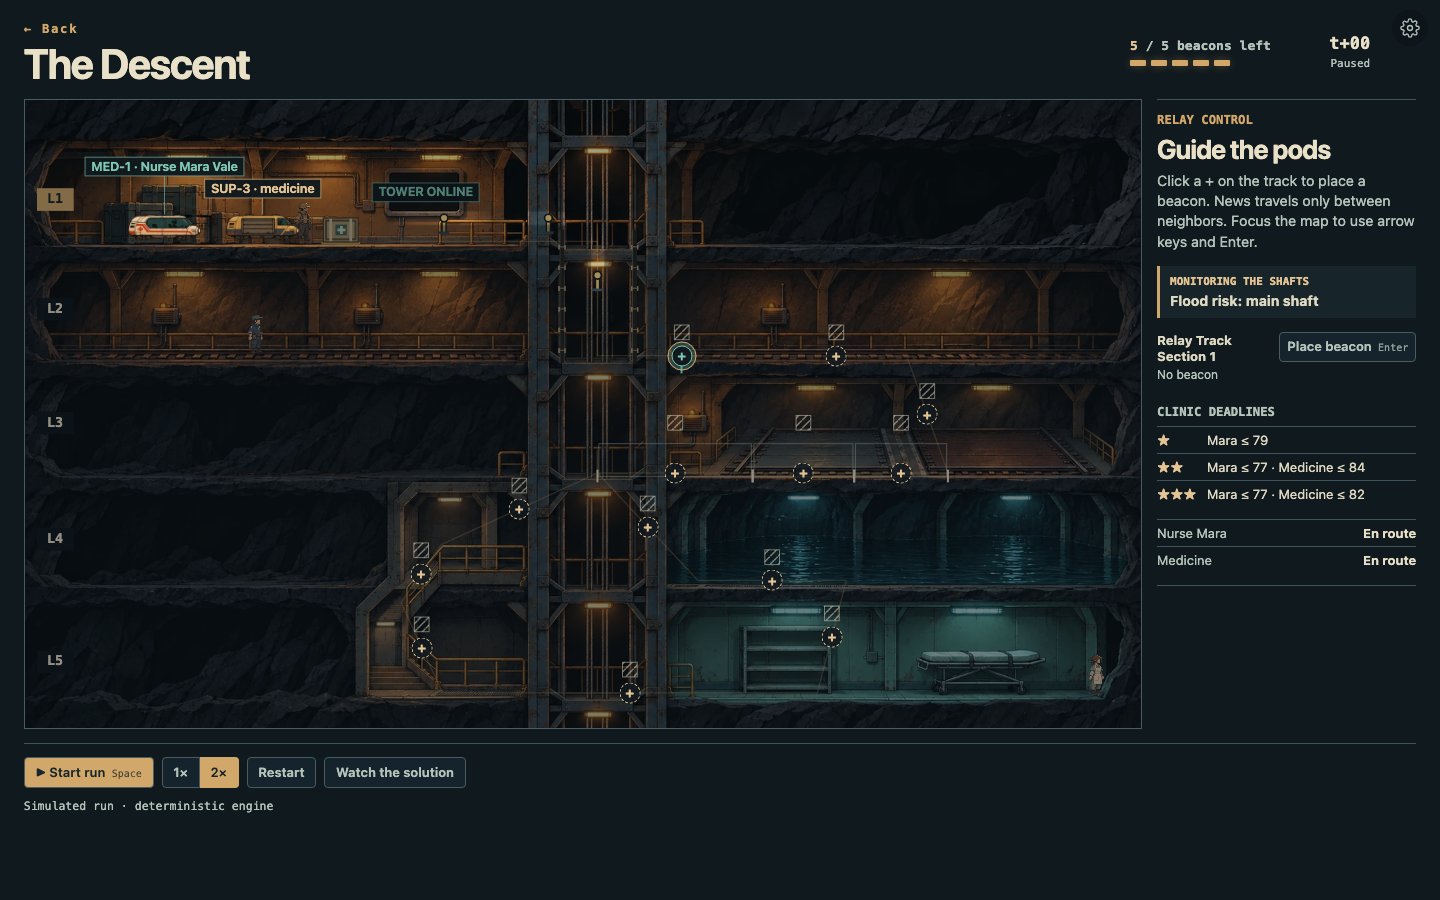 ← Back
The Descent
5 / 5 beacons left
t+00
Paused
MED-1 · Nurse Mara Vale
SUP-3 · medicine
TOWER ONLINE
L1
L2
L3
L4
L5
RELAY CONTROL
Guide the pods
Click a + on the track to place a
beacon. News travels only between
neighbors. Focus the map to use arrow
keys and Enter.
MONITORING THE SHAFTS
Flood risk: main shaft
Relay Track
Section 1
No beacon
Place beacon Enter
CLINIC DEADLINES
★ Mara ≤ 79
★★ Mara ≤ 77 · Medicine ≤ 84
★★★ Mara ≤ 77 · Medicine ≤ 82
Nurse Mara En route
Medicine En route
▶ Start run Space
1×
2×
Restart
Watch the solution
Simulated run · deterministic engine